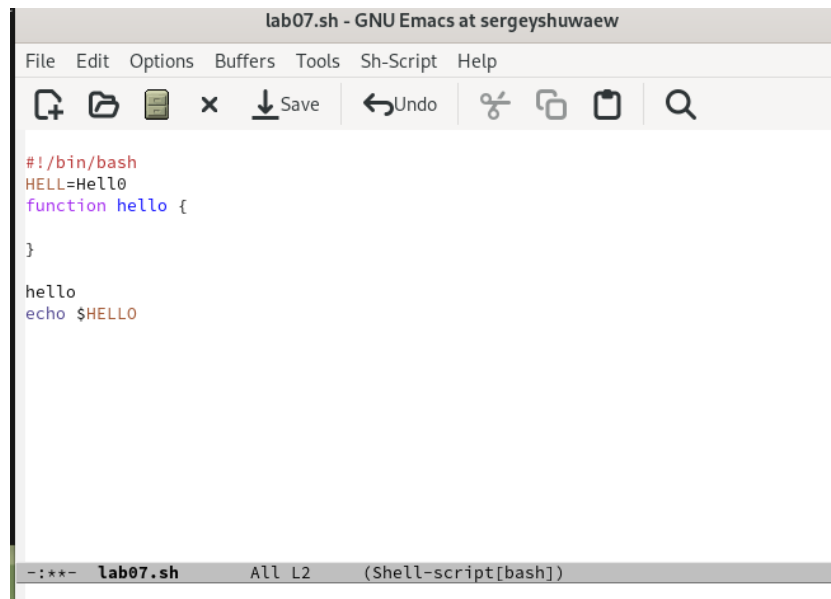 lab07.sh - GNU Emacs at sergeyshuwaew
File Edit Options Buffers Tools Sh-Script Help
Save Undo
#!/bin/bash
HELL=Hell0
function hello {
}
hello
echo $HELLO
-:**- lab07.sh All L2 (Shell-script[bash])